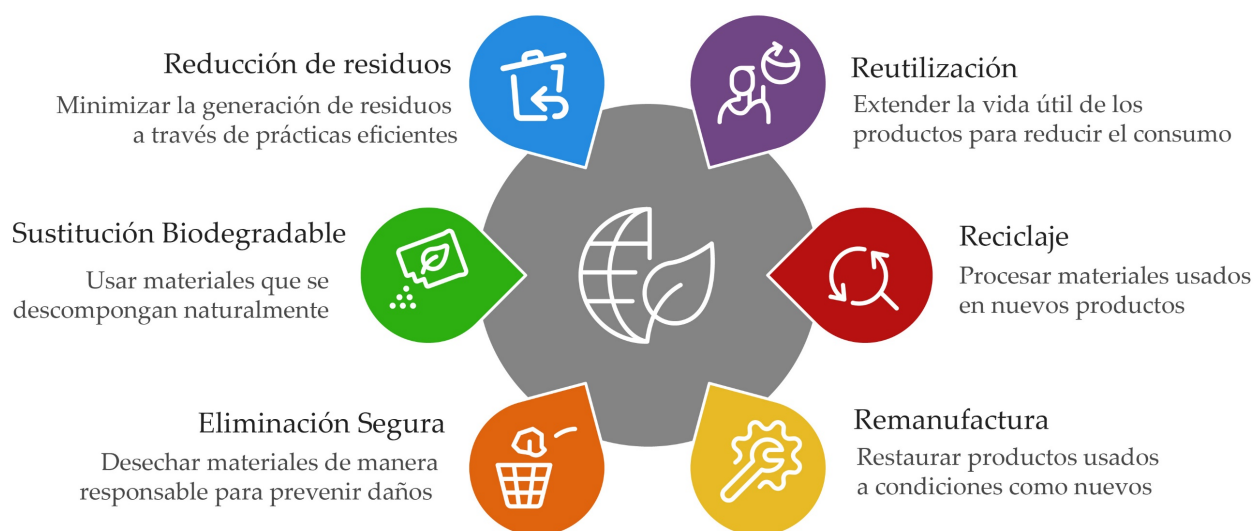 Reducción de residuos
Minimizar la generación de residuos
a través de prácticas eficientes
Reutilización
Extender la vida útil de los
productos para reducir el consumo
Sustitución Biodegradable
Usar materiales que se
descompongan naturalmente
Reciclaje
Procesar materiales usados
en nuevos productos
Eliminación Segura
Desechar materiales de manera
responsable para prevenir daños
Remanufactura
Restaurar productos usados
a condiciones como nuevos